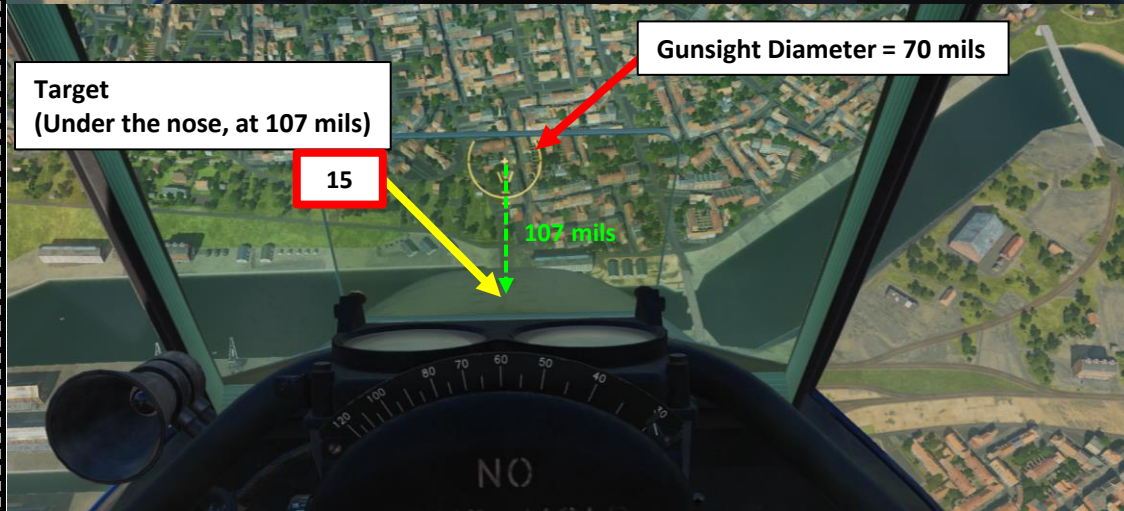 Gunsight Diameter = 70 mils
Target
(Under the nose, at 107 mils)
15
107 mils
120 100 80 70 60 50 40
NO